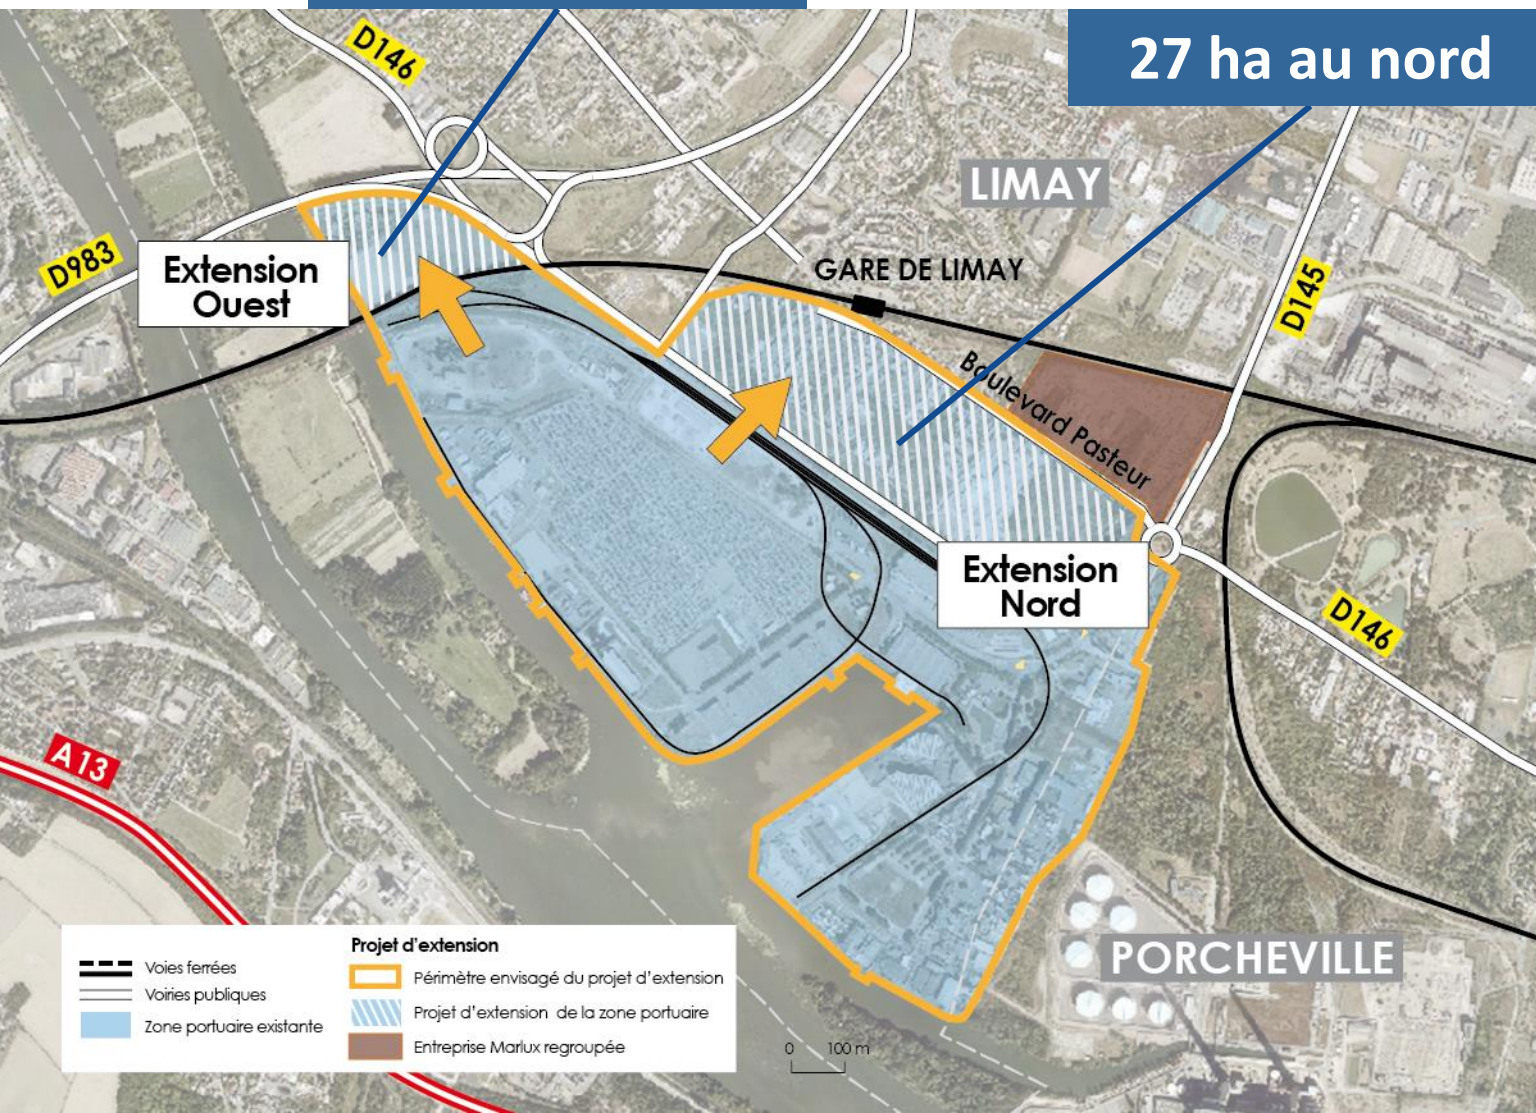 27 ha au nord
D146
LIMAY
D983
Extension
Ouest
GARE DE LIMAY
D145
Boulevard Pasteur
Extension
Nord
D146
A13
PORCHEVILLE
Projet d'extension
Voies ferrées
Voiries publiques
Zone portuaire existante
Périmètre envisagé du projet d'extension
Projet d'extension de la zone portuaire
Entreprise Marlux regroupée
0 100 m